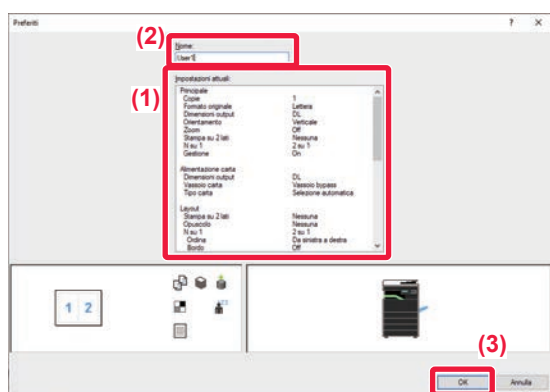 Preferiti ? X
(2)
Nome:
User1
(1)
Impostazioni attuali:
Principale
Copie 1
Formato originale Lettera
Dimensioni output DL
Orientamento Verticale
Zoom Off
Stampa su 2 lati Nessuna
N su 1 2 su 1
Gestione On
Alimentazione carta
Dimensioni output DL
Vassoio carta Vassoio bypass
Tipo carta Selezione automatica
Layout
Stampa su 2 lati Nessuna
Opuscolo Nessuna
N su 1 2 su 1
Ordina Da sinistra a destra
Bordo Off
1 2
123
(3)
OK Annulla